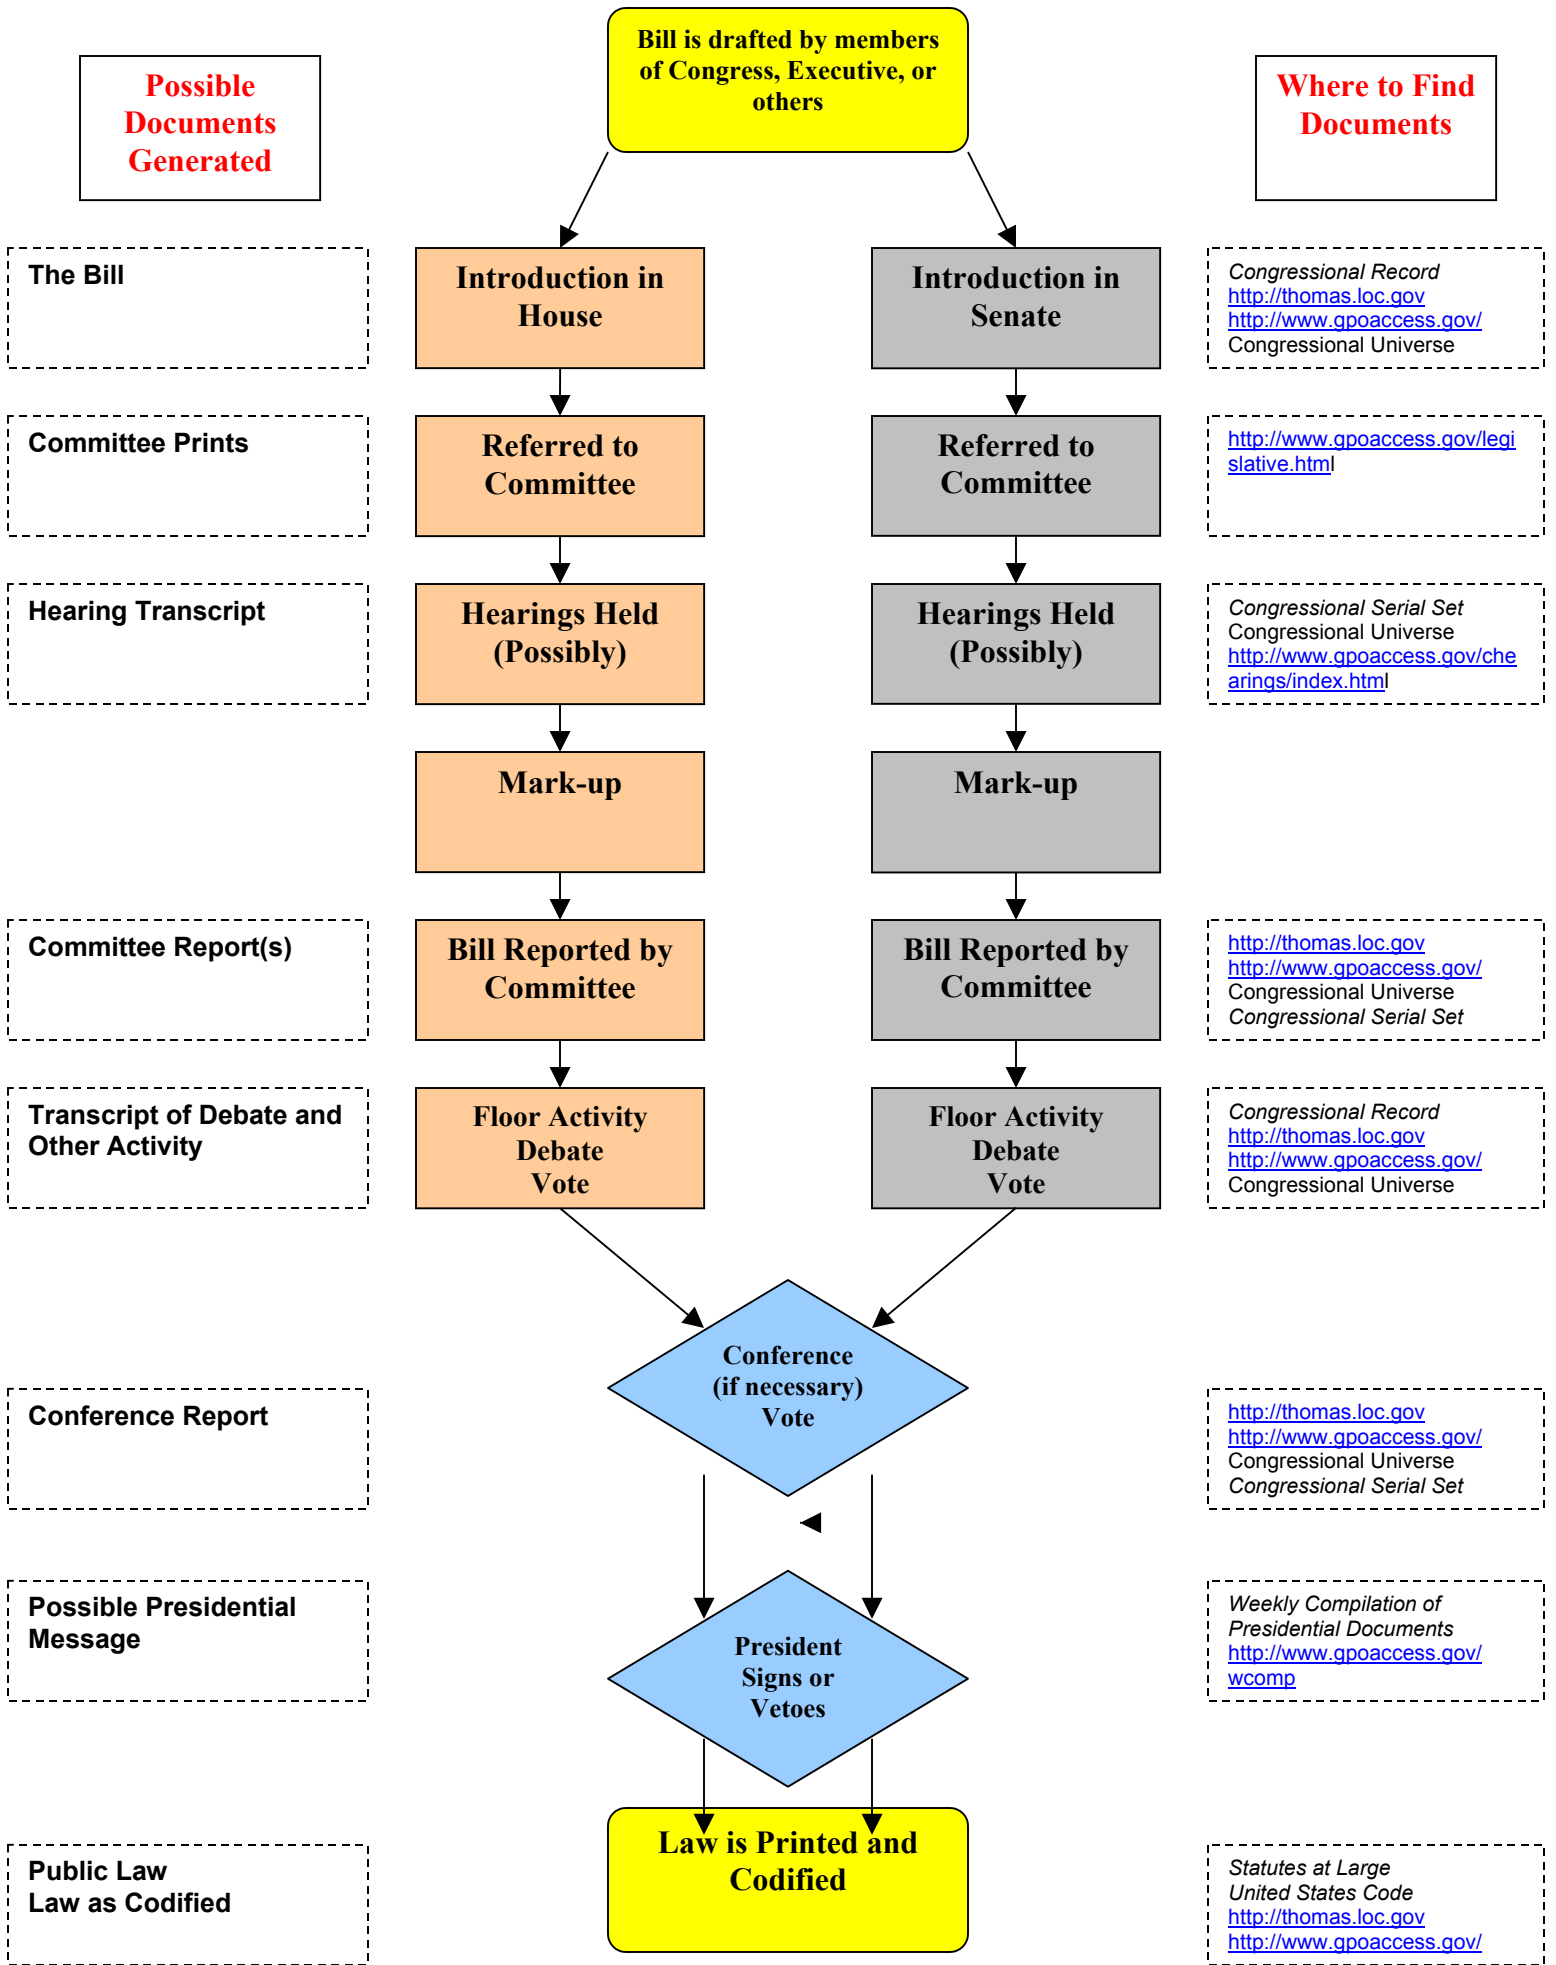 Bill is drafted by members
of Congress, Executive, or
others
Possible
Documents
Generated
Where to Find
Documents
The Bill
Introduction in
House
Introduction in
Senate
Congressional Record
http://thomas.loc.gov
http://www.gpoaccess.gov/
Congressional Universe
Committee Prints
Referred to
Committee
Referred to
Committee
http://www.gpoaccess.gov/legi
slative.html
Hearing Transcript
Hearings Held
(Possibly)
Hearings Held
(Possibly)
Congressional Serial Set
Congressional Universe
http://www.gpoaccess.gov/che
arings/index.html
Mark-up
Mark-up
Committee Report(s)
Bill Reported by
Committee
Bill Reported by
Committee
http://thomas.loc.gov
http://www.gpoaccess.gov/
Congressional Universe
Congressional Serial Set
Transcript of Debate and
Other Activity
Floor Activity
Debate
Vote
Floor Activity
Debate
Vote
Congressional Record
http://thomas.loc.gov
http://www.gpoaccess.gov/
Congressional Universe
Conference
(if necessary)
Vote
Conference Report
http://thomas.loc.gov
http://www.gpoaccess.gov/
Congressional Universe
Congressional Serial Set
Possible Presidential
Message
President
Signs or
Vetoes
Weekly Compilation of
Presidential Documents
http://www.gpoaccess.gov/
wcomp
Law is Printed and
Codified
Public Law
Law as Codified
Statutes at Large
United States Code
http://thomas.loc.gov
http://www.gpoaccess.gov/